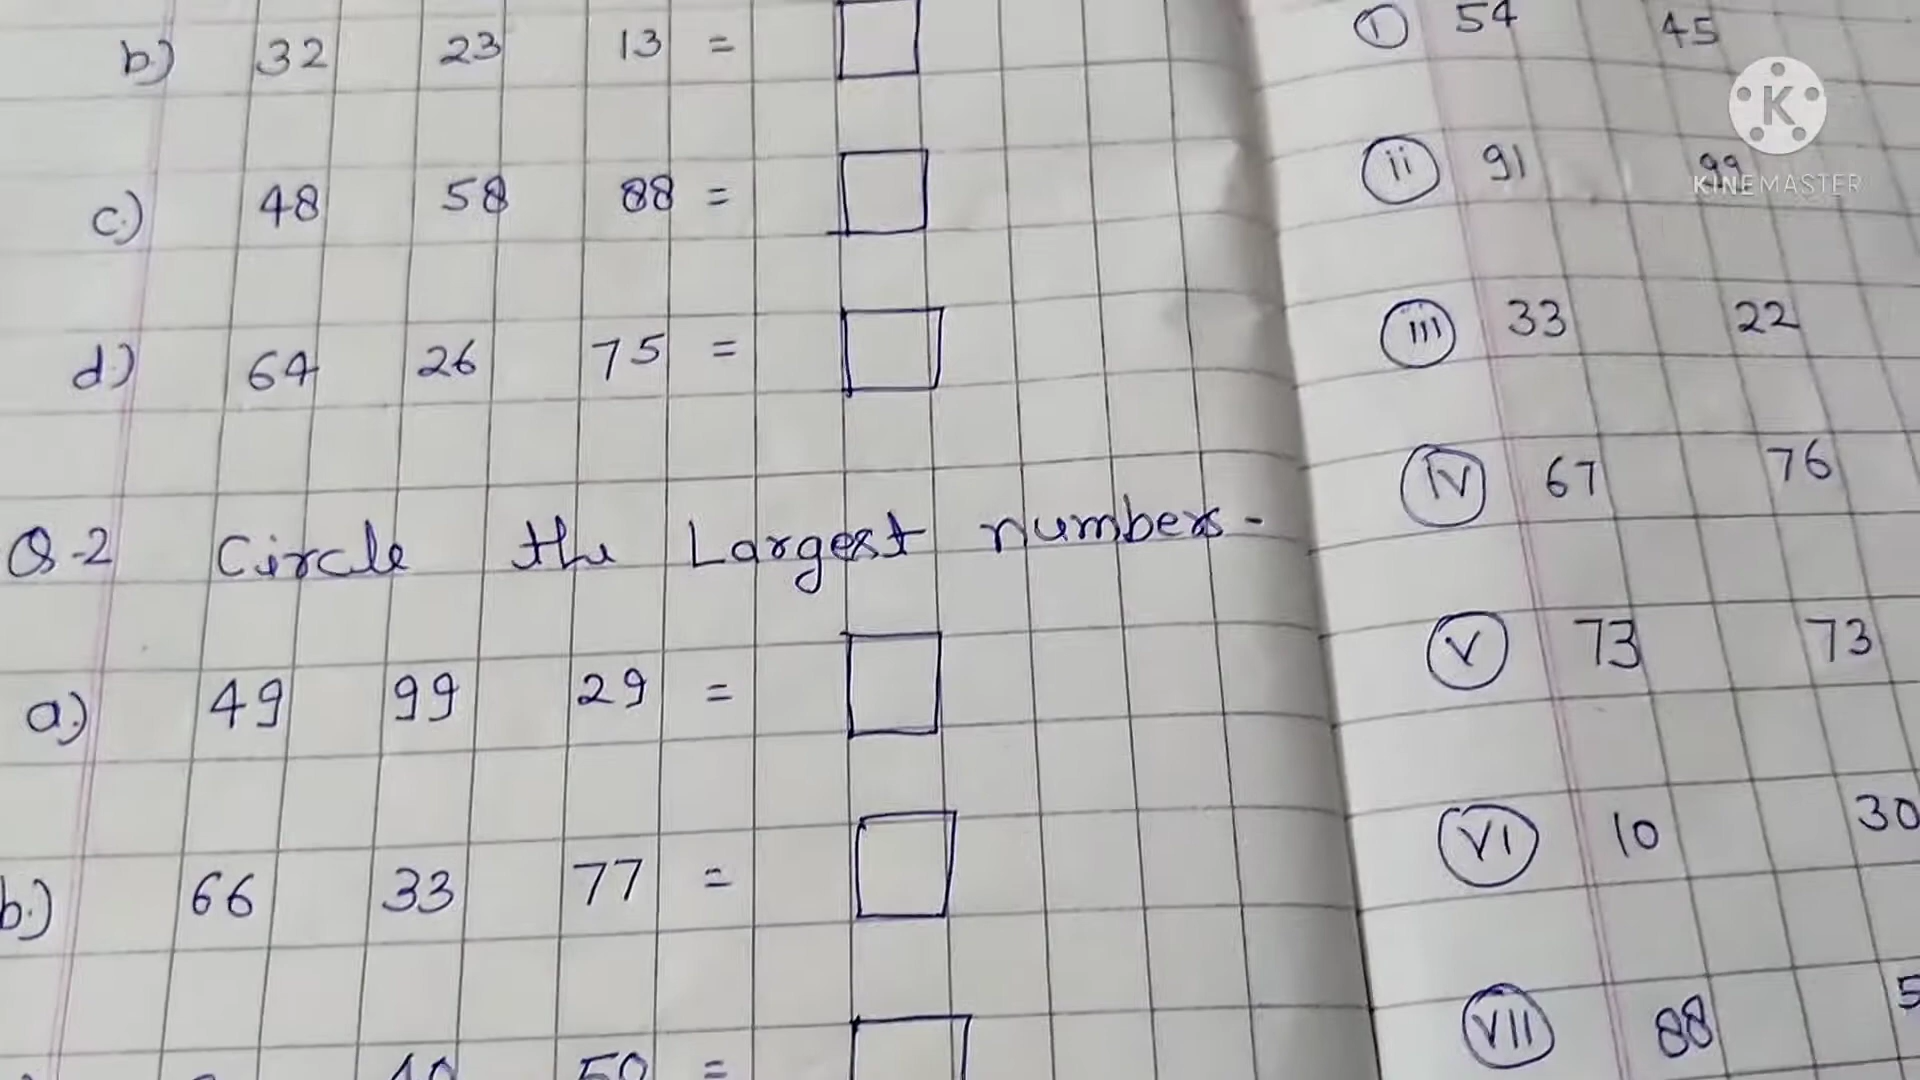 b) 32 23 13 =
c.) 48 58 88 =
d.) 64 26 75 =
Q-2 Circle the Largest numbers-
a.) 49 99 29 =
b.) 66 33 77 =
50 =
i 54 45
ii 91 99
iii 33 22
iv 67 76
v 73 73
vi 10 30
vii 88
K
KINEMASTER